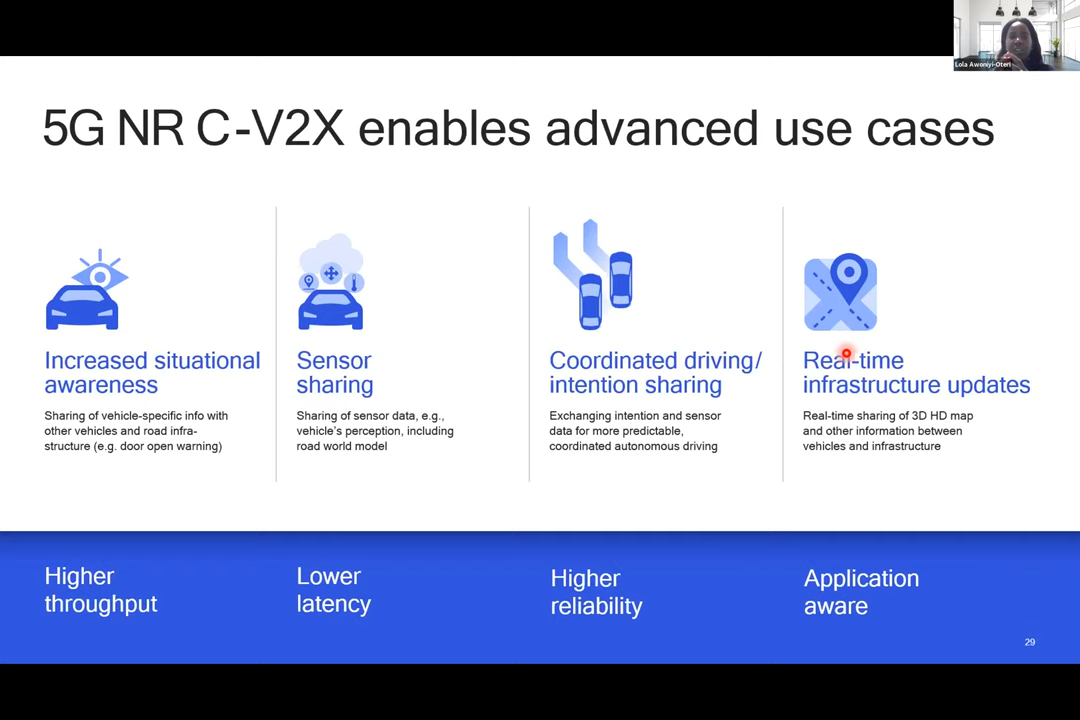 Lola Awoniyi-Oteri
5G NR C-V2X enables advanced use cases
Increased situational
awareness
Sharing of vehicle-specific info with
other vehicles and road infra-
structure (e.g. door open warning)
Sensor
sharing
Sharing of sensor data, e.g.,
vehicle's perception, including
road world model
Coordinated driving/
intention sharing
Exchanging intention and sensor
data for more predictable,
coordinated autonomous driving
Real-time
infrastructure updates
Real-time sharing of 3D HD map
and other information between
vehicles and infrastructure
Higher
throughput
Lower
latency
Higher
reliability
Application
aware
29